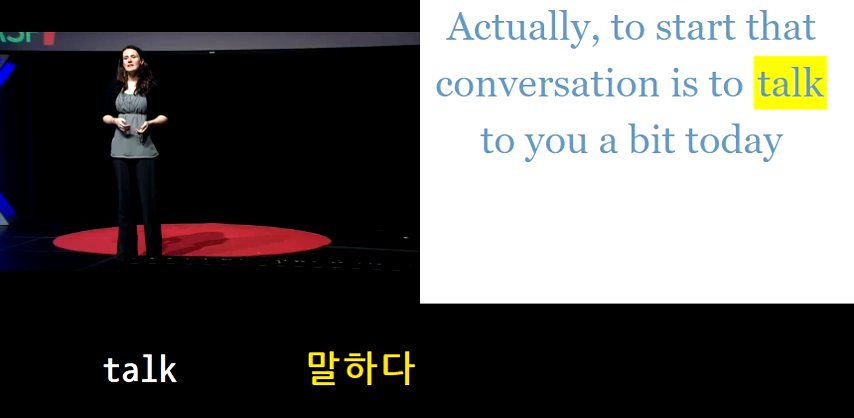 Actually, to start that
conversation is to talk
to you a bit today
talk 말하다